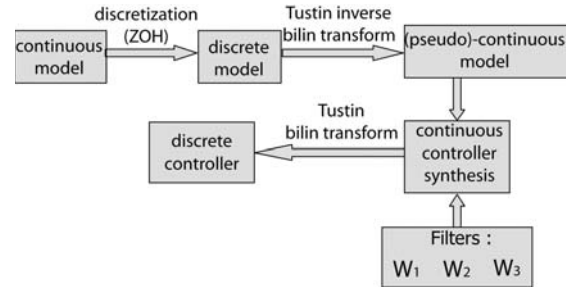 discretization
(ZOH)
Tustin inverse
bilin transform
continuous
model
discrete
model
(pseudo)-continuous
model
Tustin
bilin transform
discrete
controller
continuous
controller
synthesis
Filters :
W1 W2 W3